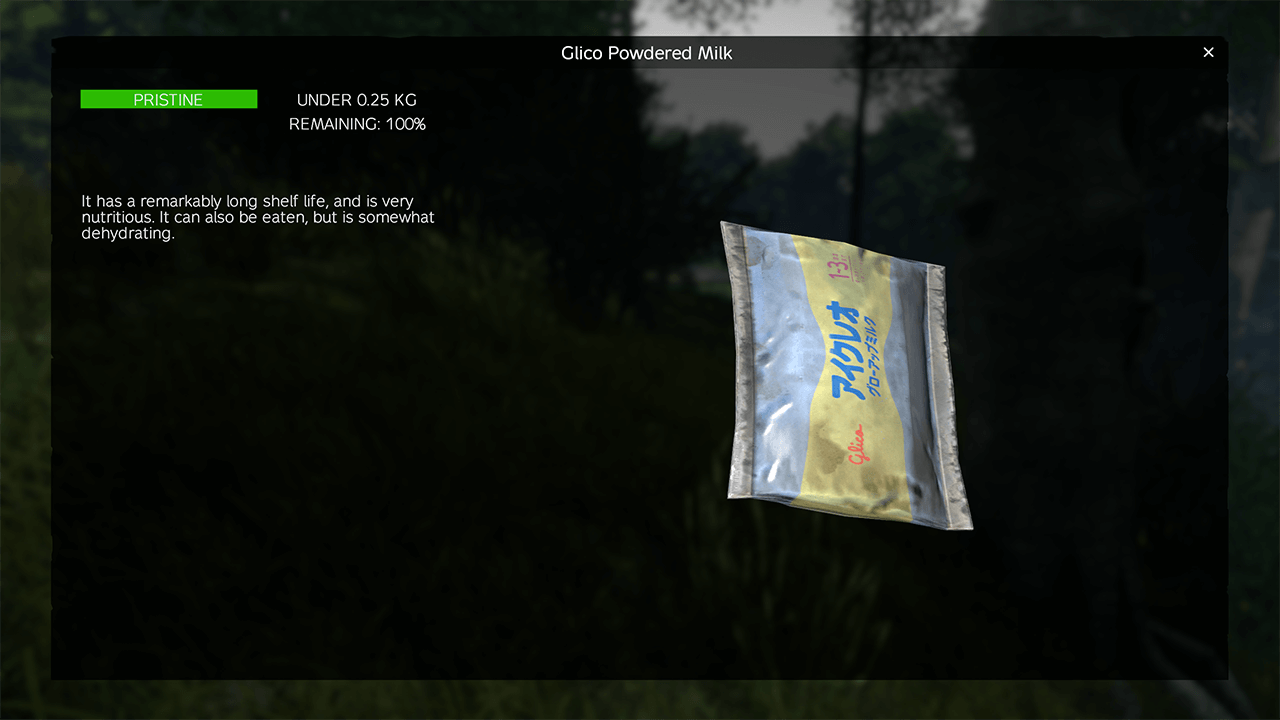 Glico Powdered Milk
PRISTINE
UNDER 0.25 KG
REMAINING: 100%
It has a remarkably long shelf life, and is very
nutritious. It can also be eaten, but is somewhat
dehydrating.
1-3
アイクレオ
グローアップミルク
Glico